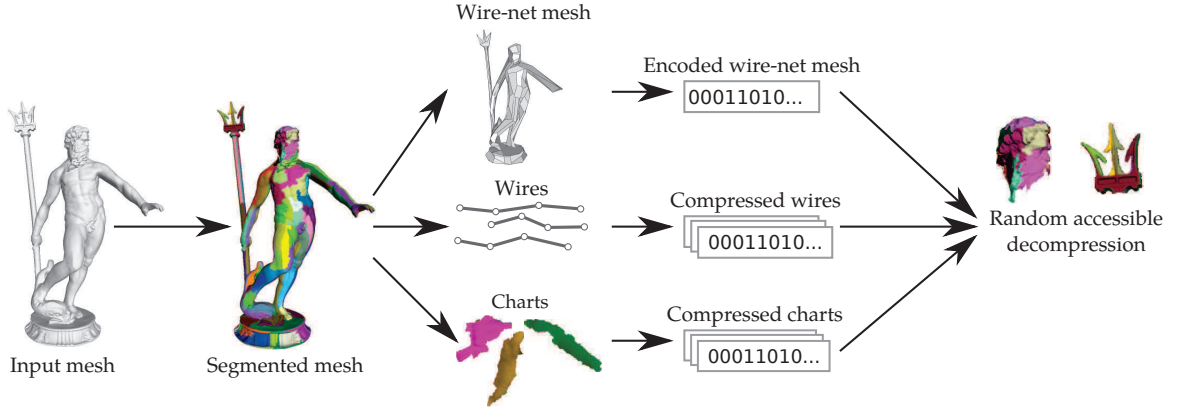 Wire-net mesh
Encoded wire-net mesh
00011010...
Input mesh
Segmented mesh
Wires
Compressed wires
00011010...
Charts
Compressed charts
00011010...
Random accessible
decompression